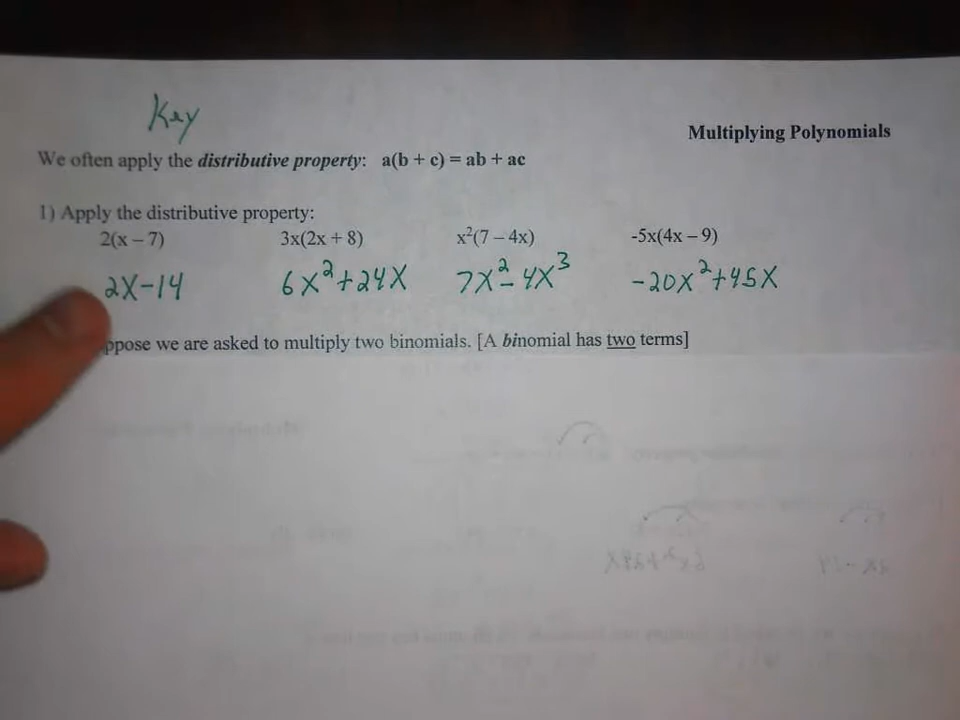 Key
Multiplying Polynomials
We often apply the distributive property: a(b + c) = ab + ac
1) Apply the distributive property:
2(x – 7) 3x(2x + 8) x²(7 – 4x) -5x(4x – 9)
2x-14 6x²+24x 7x²-4x³ -20x²+45x
ppose we are asked to multiply two binomials. [A binomial has two terms]